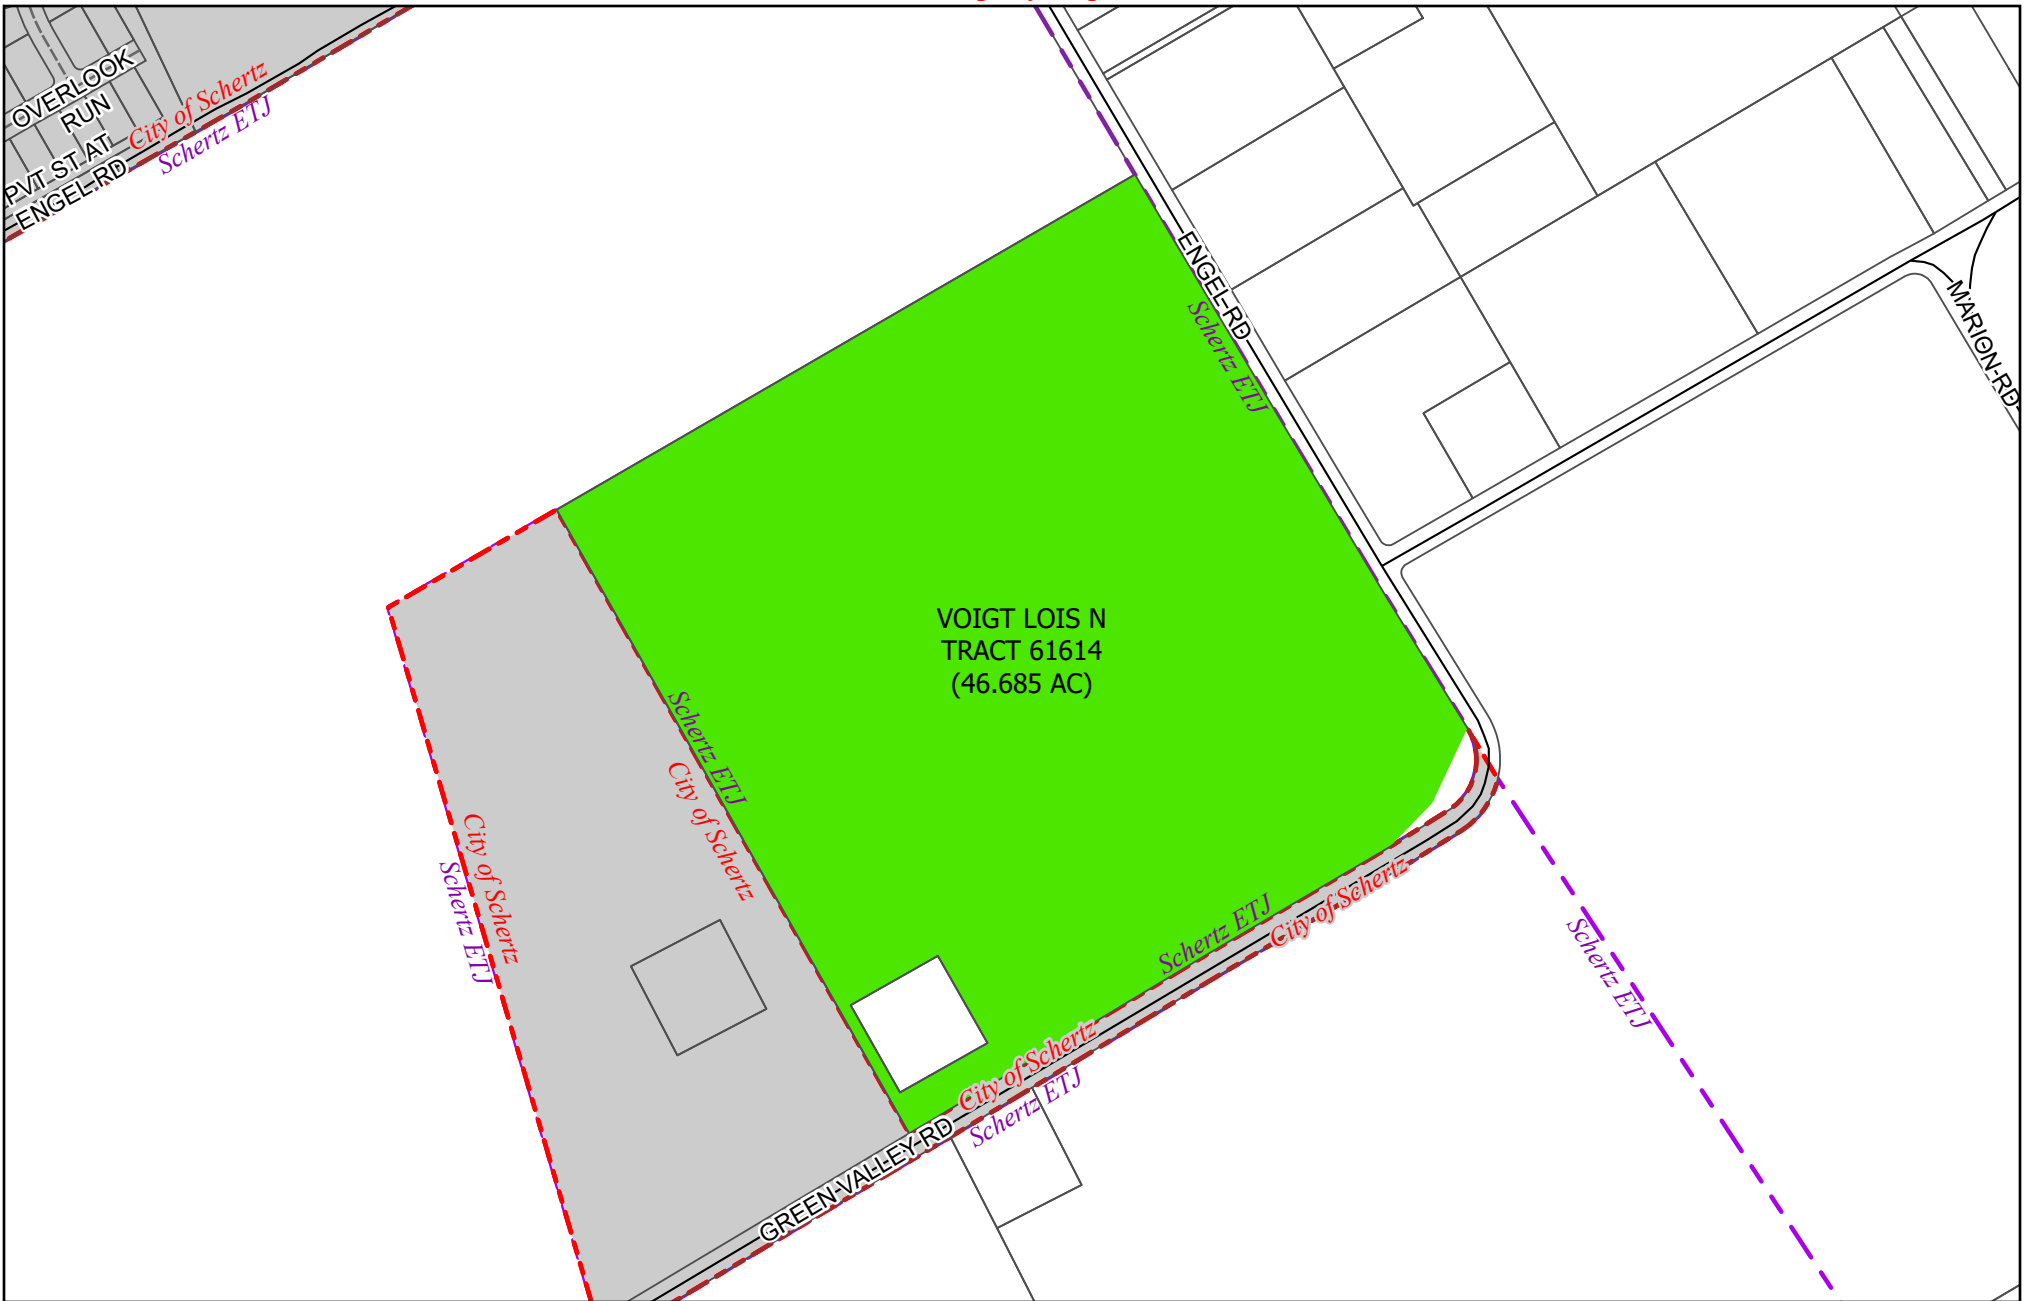 OVERLOOK
RUN
City of Schertz
Schertz ETJ
PVT ST AT
ENGEL RD
ENGEL RD
Schertz ETJ
MARION RD
VOIGT LOIS N
TRACT 61614
(46.685 AC)
Schertz ETJ
City of Schertz
City of Schertz
Schertz ETJ
Schertz ETJ
City of Schertz
Schertz ETJ
City of Schertz
Schertz ETJ
GREEN VALLEY RD